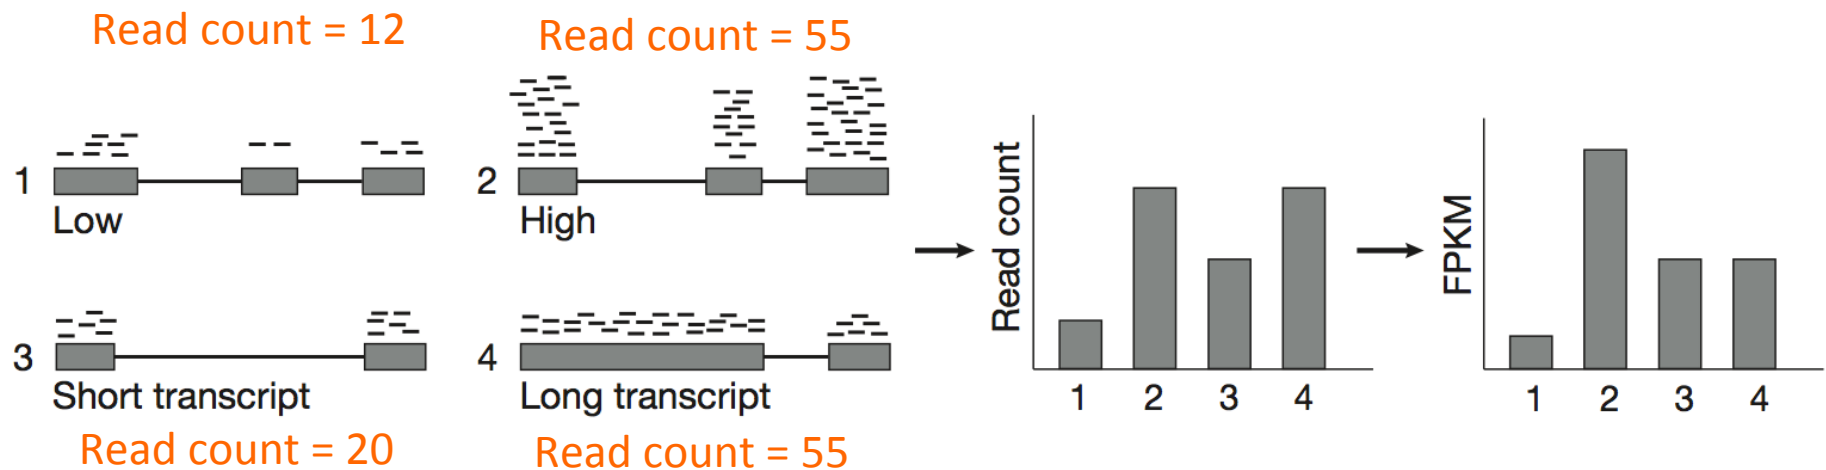 Read count = 12
Read count = 55
1
Low
2
High
3
Short transcript
4
Long transcript
Read count = 20
Read count = 55
Read count
1 2 3 4
FPKM
1 2 3 4